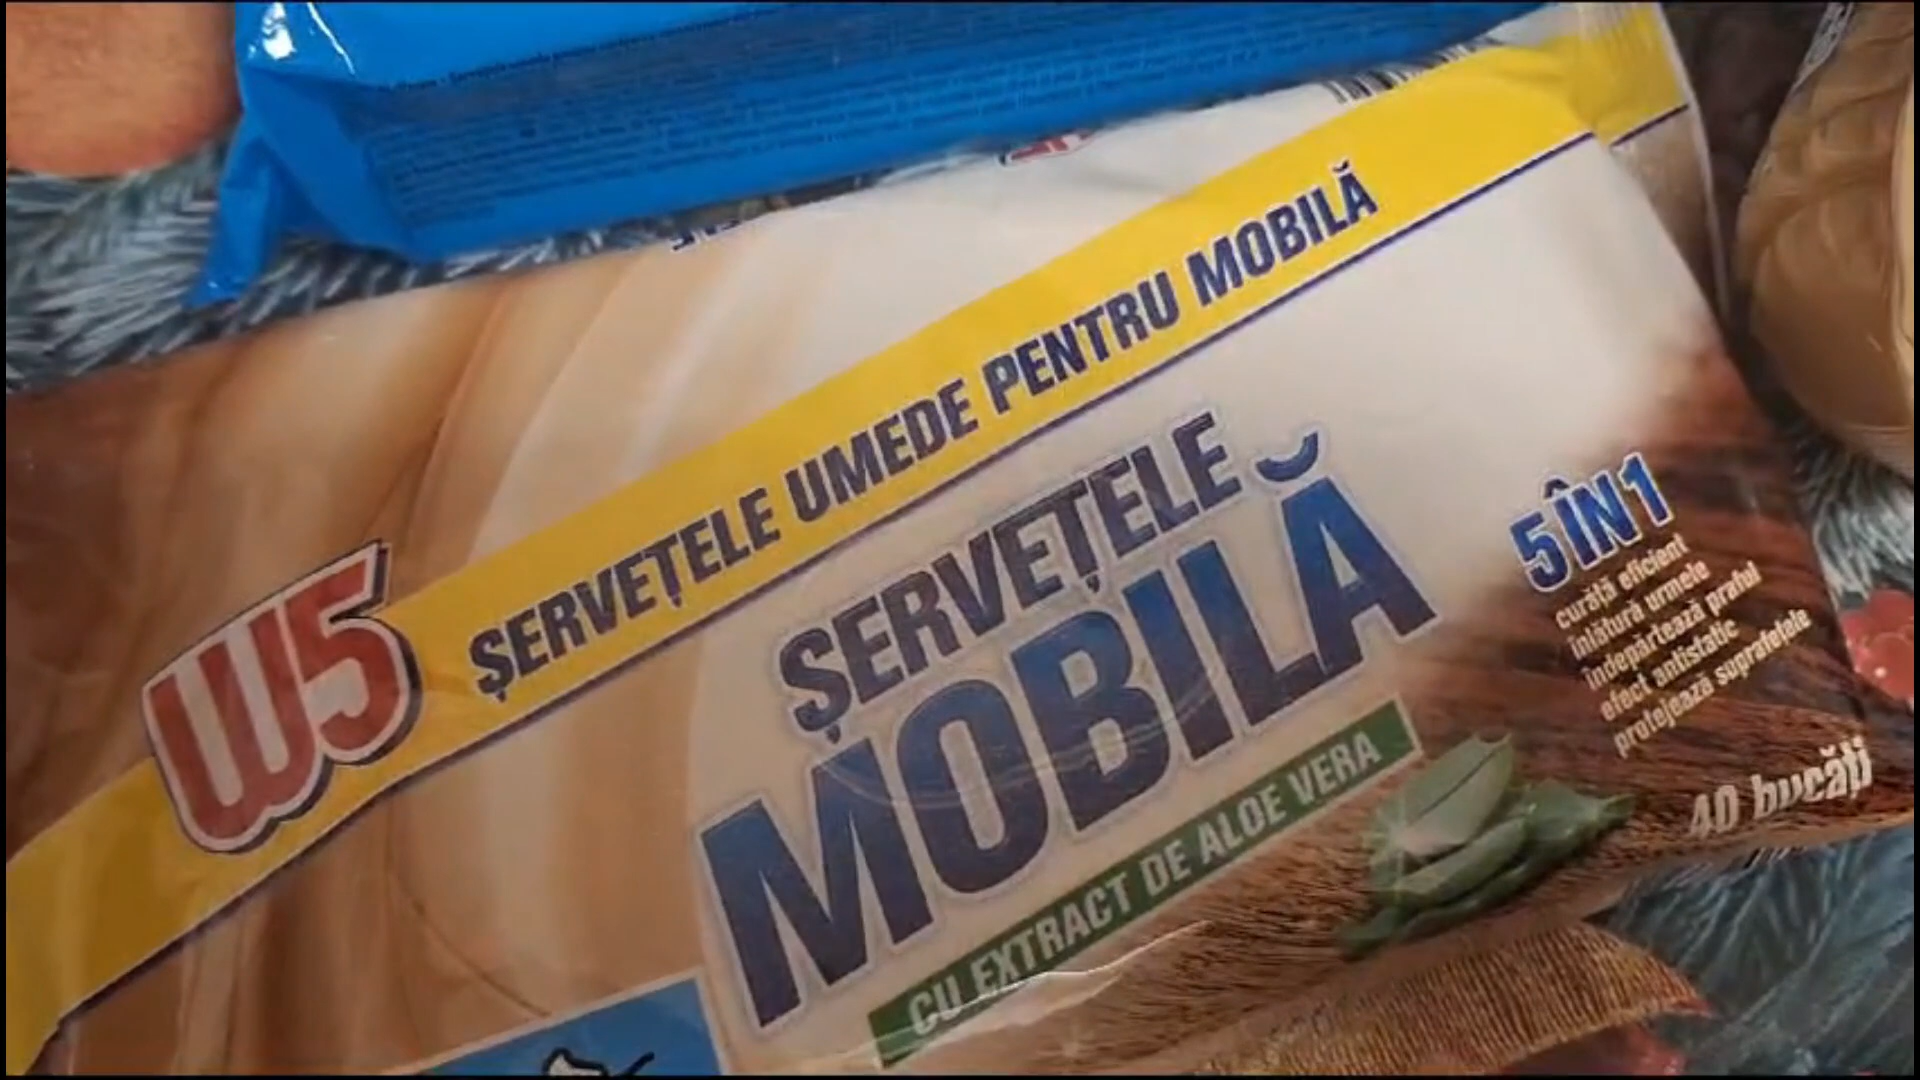 W5
ȘERVEȚELE UMEDE PENTRU MOBILĂ
ȘERVEȚELE
MOBILĂ
CU EXTRACT DE ALOE VERA
5 ÎN 1
curăță eficient
înlătură urmele
îndepărtează praful
efect antistatic
protejează suprafețele
40 bucăți